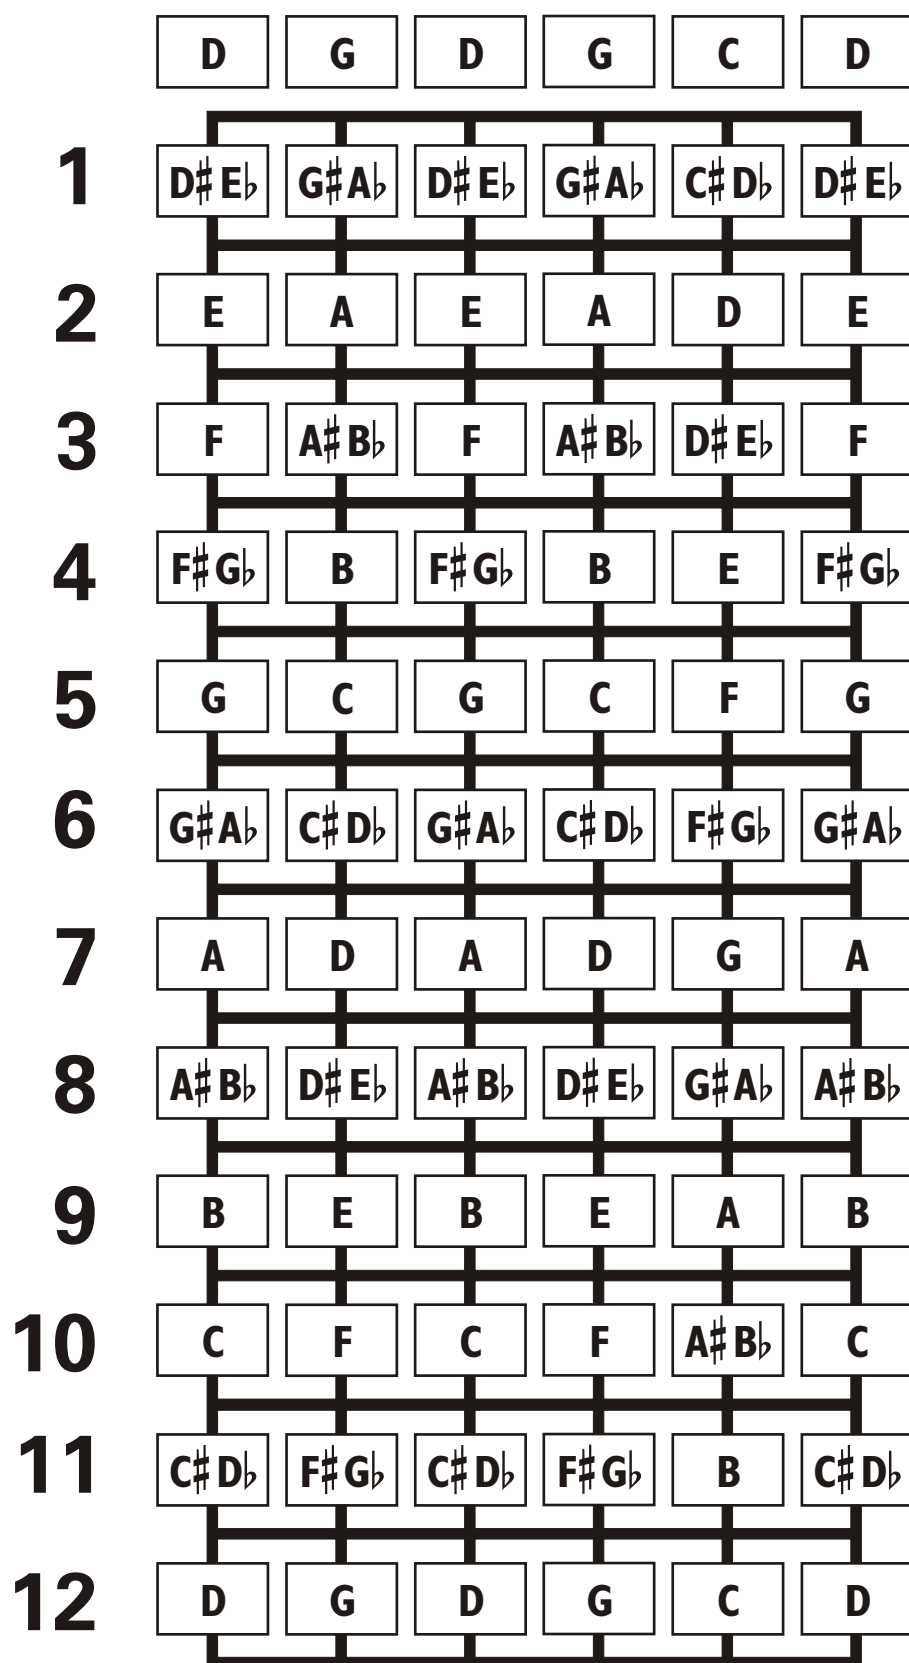 D G D G C D
1 D♯E♭ G♯A♭ D♯E♭ G♯A♭ C♯D♭ D♯E♭
2 E A E A D E
3 F A♯B♭ F A♯B♭ D♯E♭ F
4 F♯G♭ B F♯G♭ B E F♯G♭
5 G C G C F G
6 G♯A♭ C♯D♭ G♯A♭ C♯D♭ F♯G♭ G♯A♭
7 A D A D G A
8 A♯B♭ D♯E♭ A♯B♭ D♯E♭ G♯A♭ A♯B♭
9 B E B E A B
10 C F C F A♯B♭ C
11 C♯D♭ F♯G♭ C♯D♭ F♯G♭ B C♯D♭
12 D G D G C D